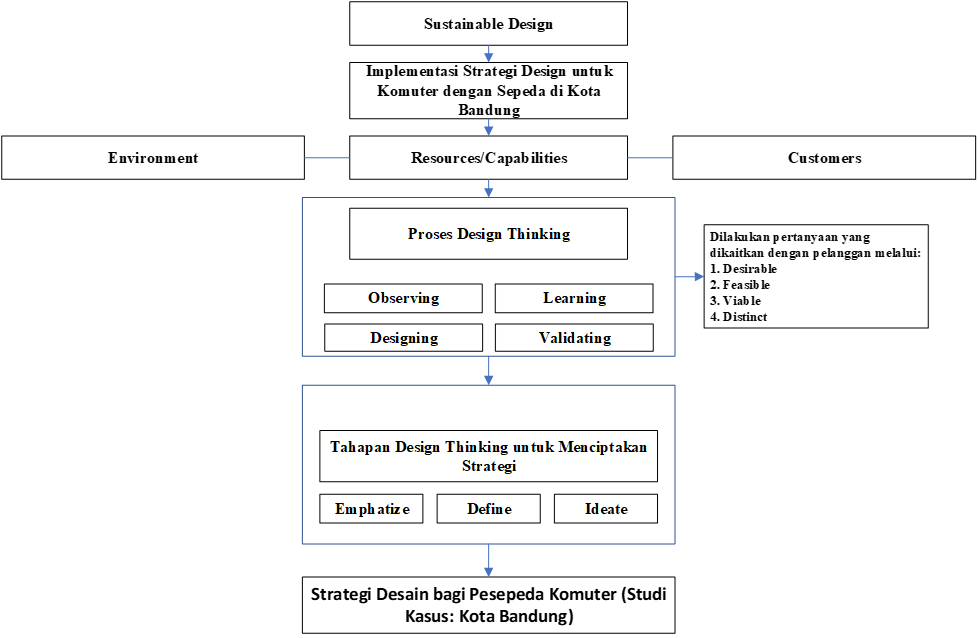 Sustainable Design
Implementasi Strategi Design untuk
Komuter dengan Sepeda di Kota
Bandung
Environment
Resources/Capabilities
Customers
Proses Design Thinking
Observing
Learning
Designing
Validating
Dilakukan pertanyaan yang
dikaitkan dengan pelanggan melalui:
1. Desirable
2. Feasible
3. Viable
4. Distinct
Tahapan Design Thinking untuk Menciptakan
Strategi
Emphatize
Define
Ideate
Strategi Desain bagi Pesepeda Komuter (Studi
Kasus: Kota Bandung)